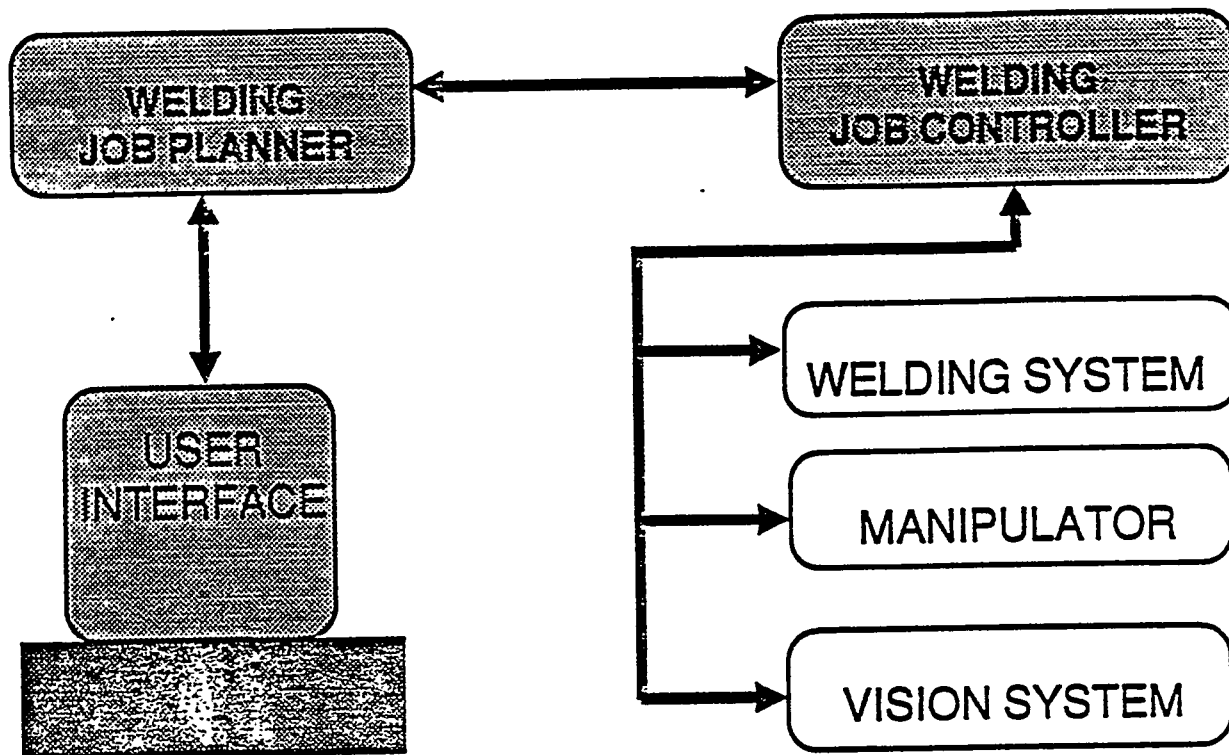 WELDING
JOB PLANNER
WELDING
JOB CONTROLLER
USER
INTERFACE
WELDING SYSTEM
MANIPULATOR
VISION SYSTEM